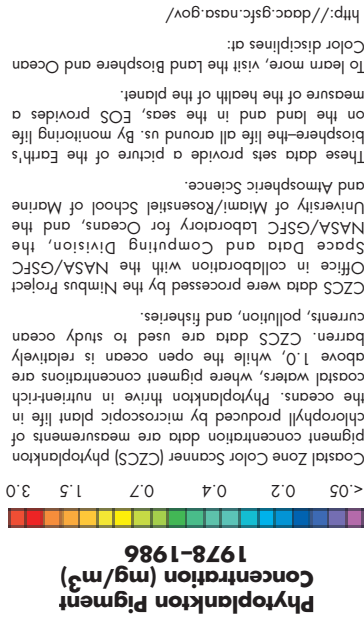 Phytoplankton Pigment
Concentration (mg/m3)
1978–1986
<.05 0.2 0.4 0.7 1.5 3.0
Coastal Zone Color Scanner (CZCS) phytoplankton
pigment concentration data are measurements of
chlorophyll produced by microscopic plant life in
the oceans. Phytoplankton thrive in nutrient-rich
coastal waters, where pigment concentrations are
above 1.0, while the open ocean is relatively
barren. CZCS data are used to study ocean
currents, pollution, and fisheries.
CZCS data were processed by the Nimbus Project
Office in collaboration with the NASA/GSFC
Space Data and Computing Division, the
NASA/GSFC Laboratory for Oceans, and the
University of Miami/Rosenstiel School of Marine
and Atmospheric Science.
These data sets provide a picture of the Earth's
biosphere–the life all around us. By monitoring life
on the land and in the seas, EOS provides a
measure of the health of the planet.
To learn more, visit the Land Biosphere and Ocean
Color disciplines at:
http://daac.gsfc.nasa.gov/